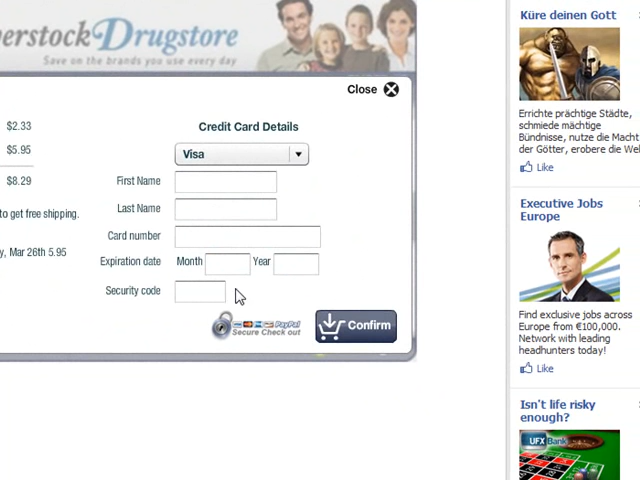 erstock Drugstore
Save on the brands you use every day
Close
$2.33
$5.95
$8.29
to get free shipping.
y, Mar 26th 5.95
Credit Card Details
Visa
First Name
Last Name
Card number
Expiration date Month Year
Security code
PayPal
Secure Check out
Confirm
Küre deinen Gott
Errichte prächtige Städte,
schmiede mächtige
Bündnisse, nutze die Macht
der Götter, erobere die Wel
Like
Executive Jobs
Europe
Find exclusive jobs across
Europe from €100,000.
Network with leading
headhunters today!
Like
Isn't life risky
enough?
UFXBank